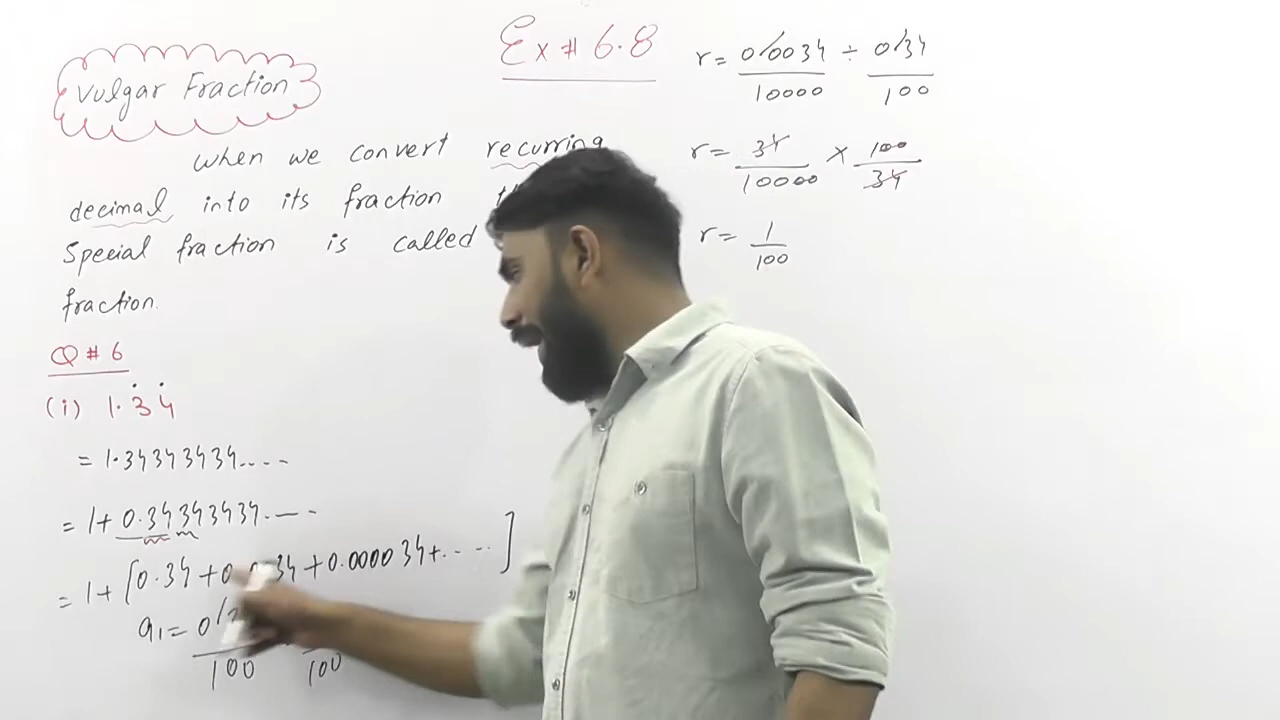 Ex # 6.8
Vulgar Fraction
when we convert recurring
decimal into its fraction
Special fraction is called
fraction.
Q # 6
(i) 1.3̇4̇
= 1.34343434....
= 1 + 0.34343434.....
= 1 + [0.34 + 0.0034 + 0.000034 + .....]
a₁ =
100
100
r = 0.0034/10000 ÷ 0.34/100
r = 34/10000 × 100/34
r = 1/100